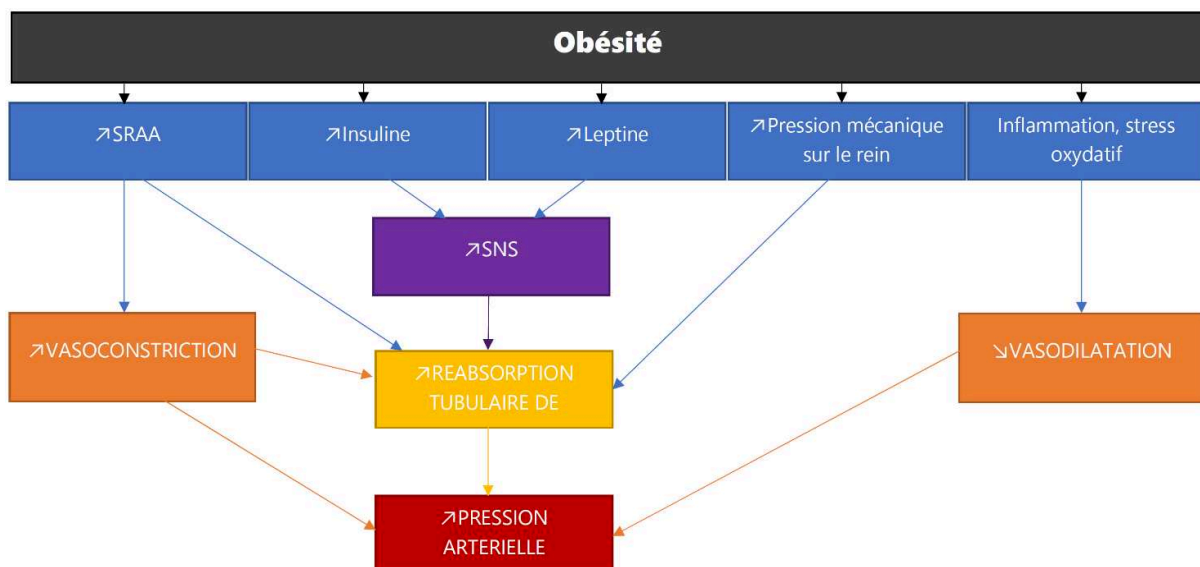 Obésité
↗SRAA
↗Insuline
↗Leptine
↗Pression mécanique
sur le rein
Inflammation, stress
oxydatif
↗SNS
↗VASOCONSTRICTION
↗REABSORPTION
TUBULAIRE DE
↘VASODILATATION
↗PRESSION
ARTERIELLE